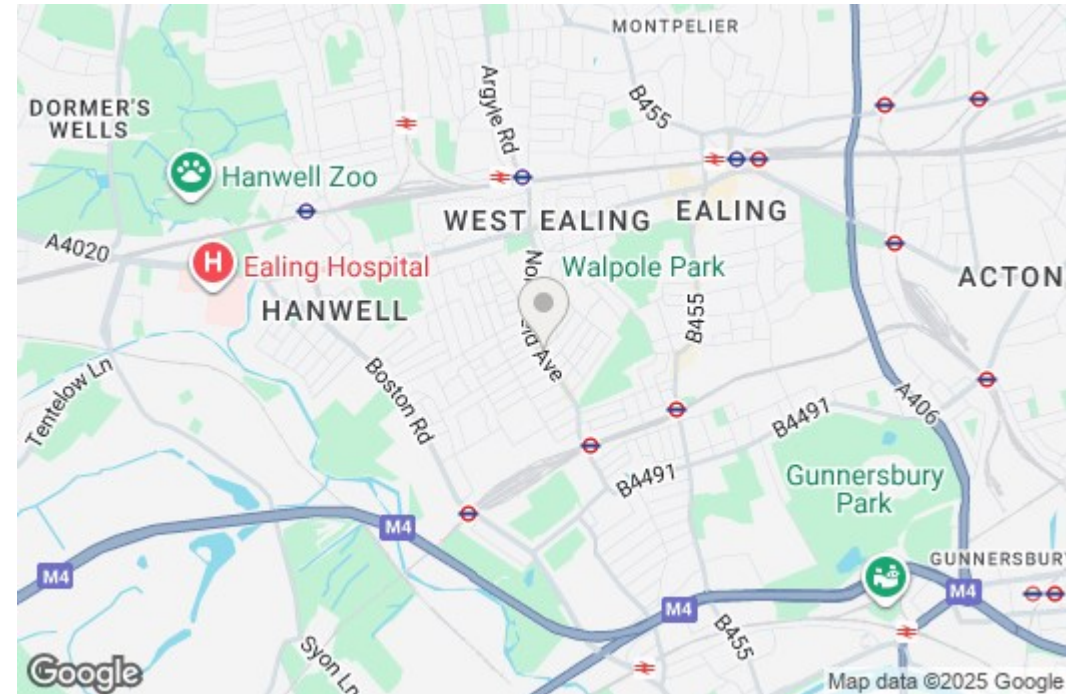 MONTPELIER
DORMER'S
WELLS
Argyle Rd
B455
Hanwell Zoo
WEST EALING
EALING
A4020
Ealing Hospital
H
Walpole Park
ACTON
HANWELL
B455
Tentelow Ln
Boston Rd
A406
B4491
B4491
Gunnersbury
Park
M4
M4
GUNNERSBURY
M4
M4
B455
Syon Ln
Google
Map data ©2025 Google